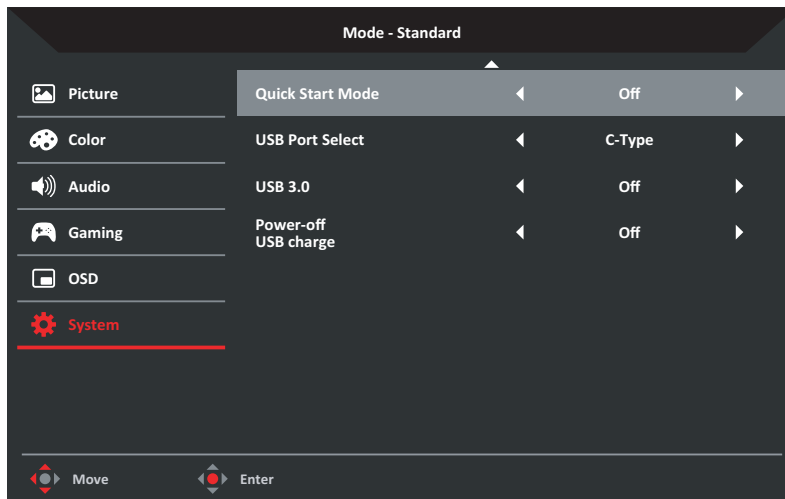 Mode - Standard
Picture
Color
Audio
Gaming
OSD
System
Quick Start Mode Off
USB Port Select C-Type
USB 3.0 Off
Power-off
USB charge Off
Move Enter